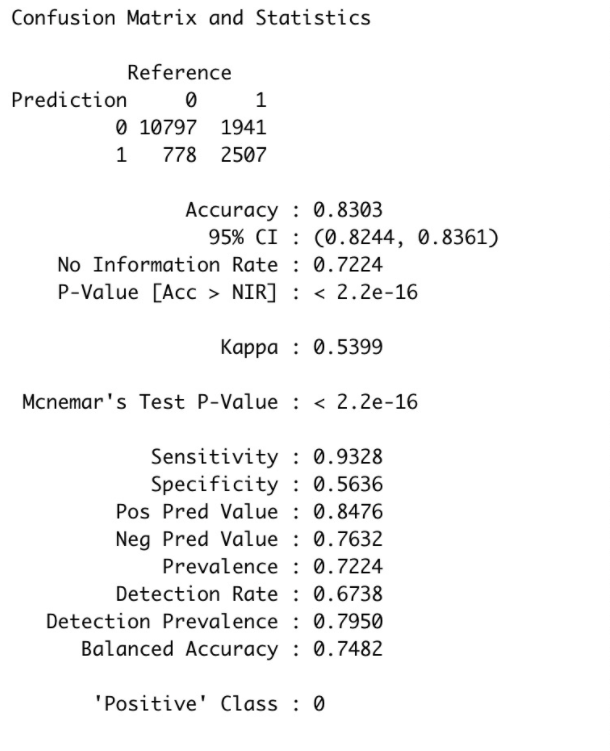 Confusion Matrix and Statistics
Reference
Prediction 0 1
0 10797 1941
1 778 2507
Accuracy : 0.8303
95% CI : (0.8244, 0.8361)
No Information Rate : 0.7224
P-Value [Acc > NIR] : < 2.2e-16
Kappa : 0.5399
Mcnemar's Test P-Value : < 2.2e-16
Sensitivity : 0.9328
Specificity : 0.5636
Pos Pred Value : 0.8476
Neg Pred Value : 0.7632
Prevalence : 0.7224
Detection Rate : 0.6738
Detection Prevalence : 0.7950
Balanced Accuracy : 0.7482
'Positive' Class : 0